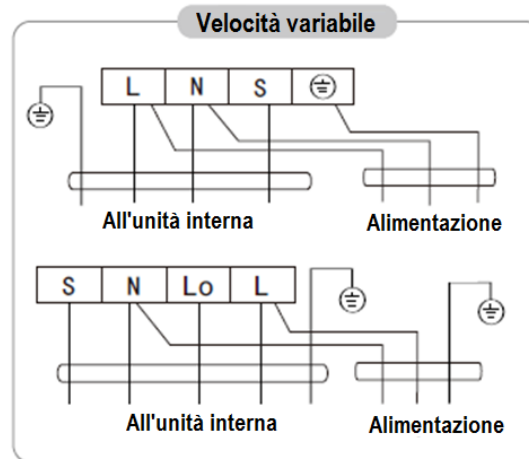 Velocità variabile
L N S
All'unità interna Alimentazione
S N Lo L
All'unità interna Alimentazione